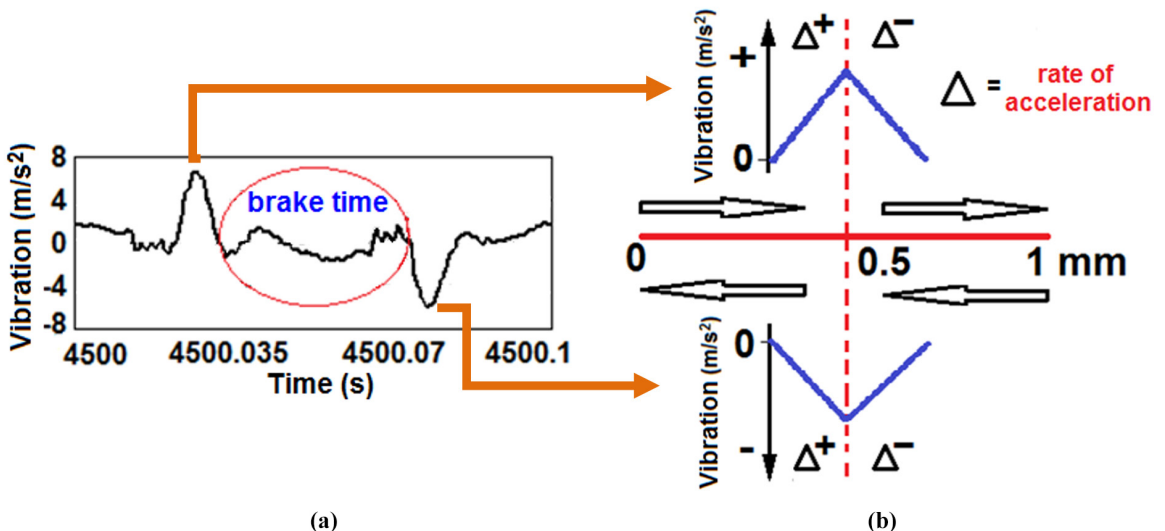 Vibration (m/s²)
8
4
0
-4
-8
brake time
4500
4500.035
4500.07
4500.1
Time (s)
(a)
Vibration (m/s²)
+
0
Δ+
Δ−
Δ = rate of
acceleration
0
0.5
1 mm
Vibration (m/s²)
0
-
Δ+
Δ−
(b)